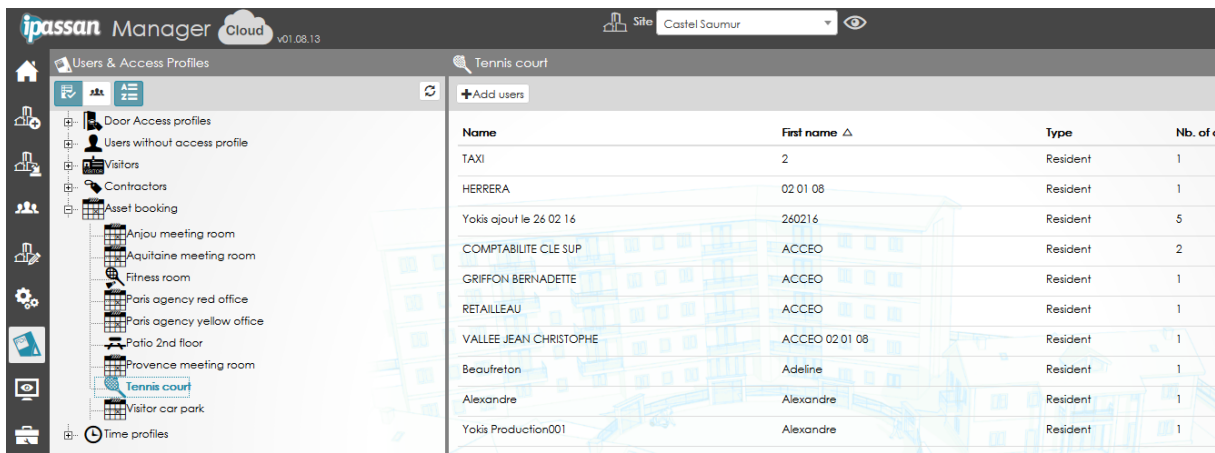 ipassan Manager Cloud v01.08.13
Site Castel Saumur
Users & Access Profiles
Door Access profiles
Users without access profile
VISITOR Visitors
Contractors
Asset booking
Anjou meeting room
Aquitaine meeting room
Fitness room
Paris agency red office
Paris agency yellow office
Patio 2nd floor
Provence meeting room
Tennis court
Visitor car park
Time profiles
Tennis court
+Add users
Name First name Type Nb. of
TAXI 2 Resident 1
HERRERA 02 01 08 Resident 1
Yokis ajout le 26 02 16 260216 Resident 5
COMPTABILITE CLE SUP ACCEO Resident 2
GRIFFON BERNADETTE ACCEO Resident 1
RETAILLEAU ACCEO Resident 1
VALLEE JEAN CHRISTOPHE ACCEO 02 01 08 Resident 1
Beaufreton Adeline Resident 1
Alexandre Alexandre Resident 1
Yokis Production001 Alexandre Resident 1